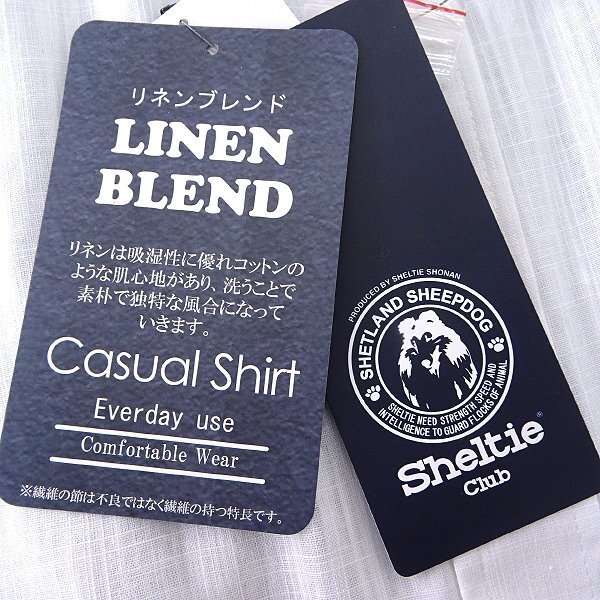 リネンブレンド
LINEN
BLEND
リネンは吸湿性に優れコットンの
ような肌心地があり、洗うことで
素朴で独特な風合になって
いきます。
Casual Shirt
Everday use
Comfortable Wear
※繊維の節は不良ではなく繊維の持つ特長です。
PRODUCED BY SHELTIE SHONAN
SHETLAND SHEEPDOG
SHELTIE NEED STRENGTH SPEED AND
INTELLIGENCE TO GUARD FLOCKS OF ANIMAL
Sheltie®
Club